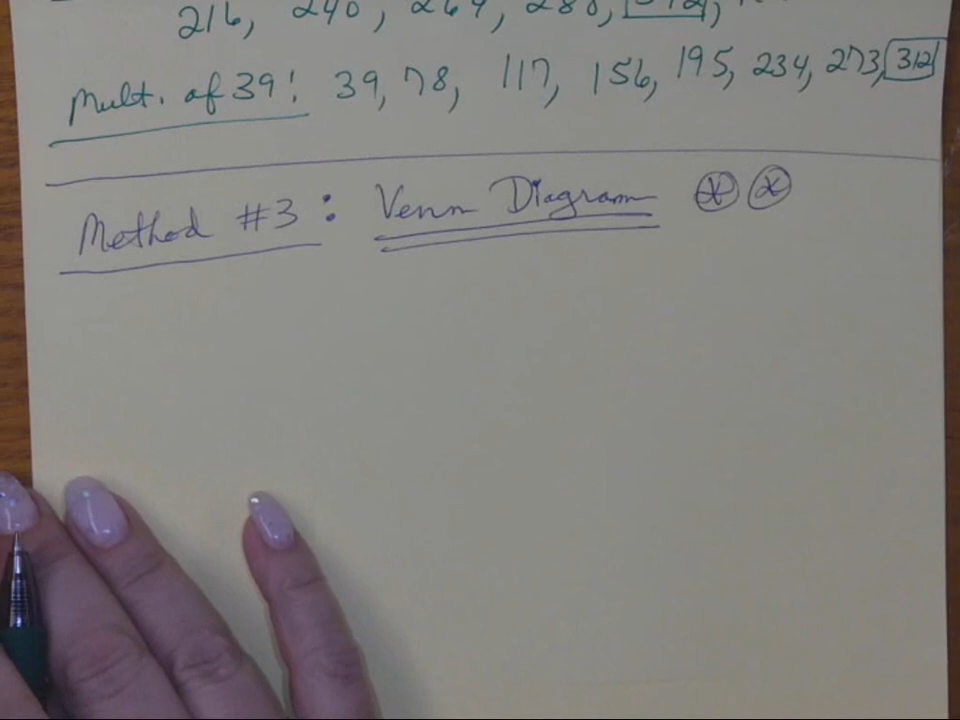 216, 240, 264, 288, 312,
Mult. of 39: 39, 78, 117, 156, 195, 234, 273, 312
Method #3: Venn Diagram